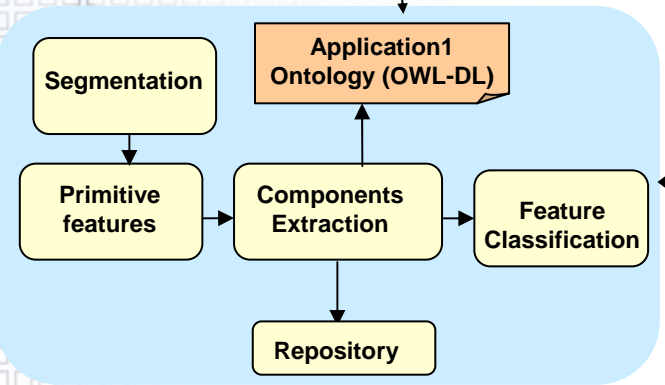 Application1
Ontology (OWL-DL)
Segmentation
Primitive
features
Components
Extraction
Feature
Classification
Repository